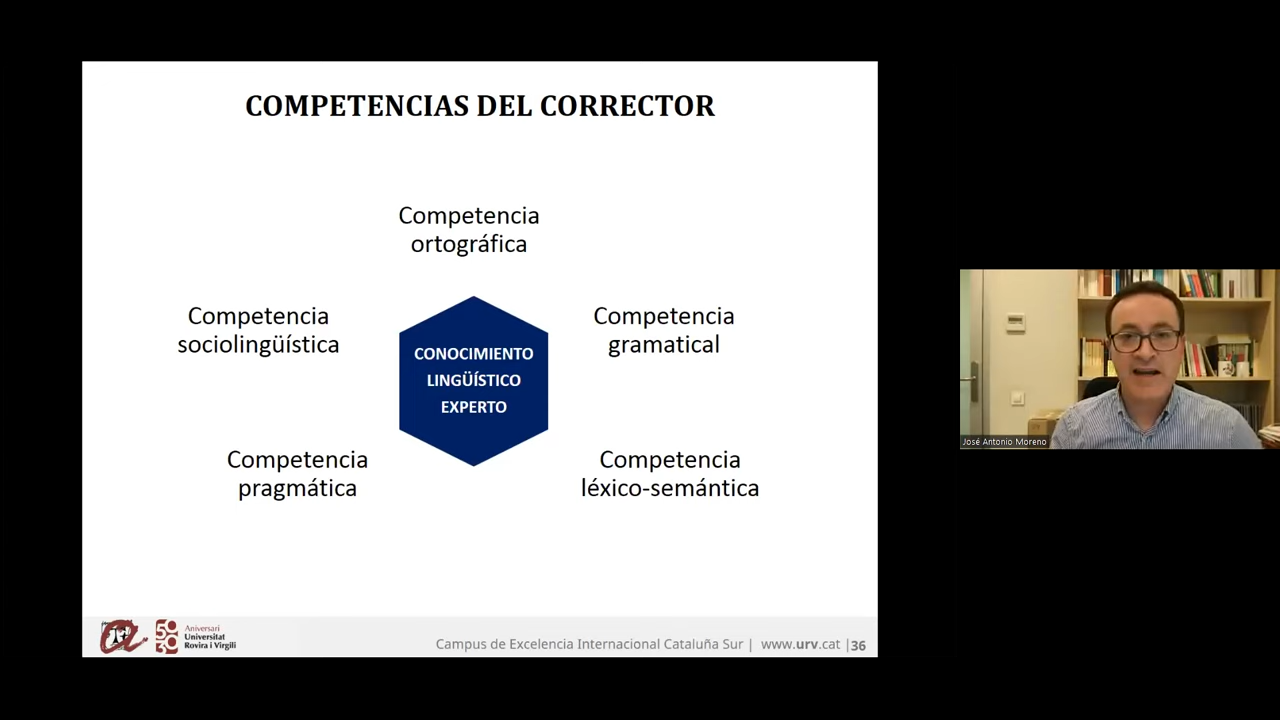 COMPETENCIAS DEL CORRECTOR
Competencia
ortográfica
Competencia
sociolingüística
Competencia
gramatical
CONOCIMIENTO
LINGÜÍSTICO
EXPERTO
Competencia
pragmática
Competencia
léxico-semántica
Aniversari
Universitat
Rovira i Virgili
Campus de Excelencia Internacional Cataluña Sur | www.urv.cat |36
José Antonio Moreno